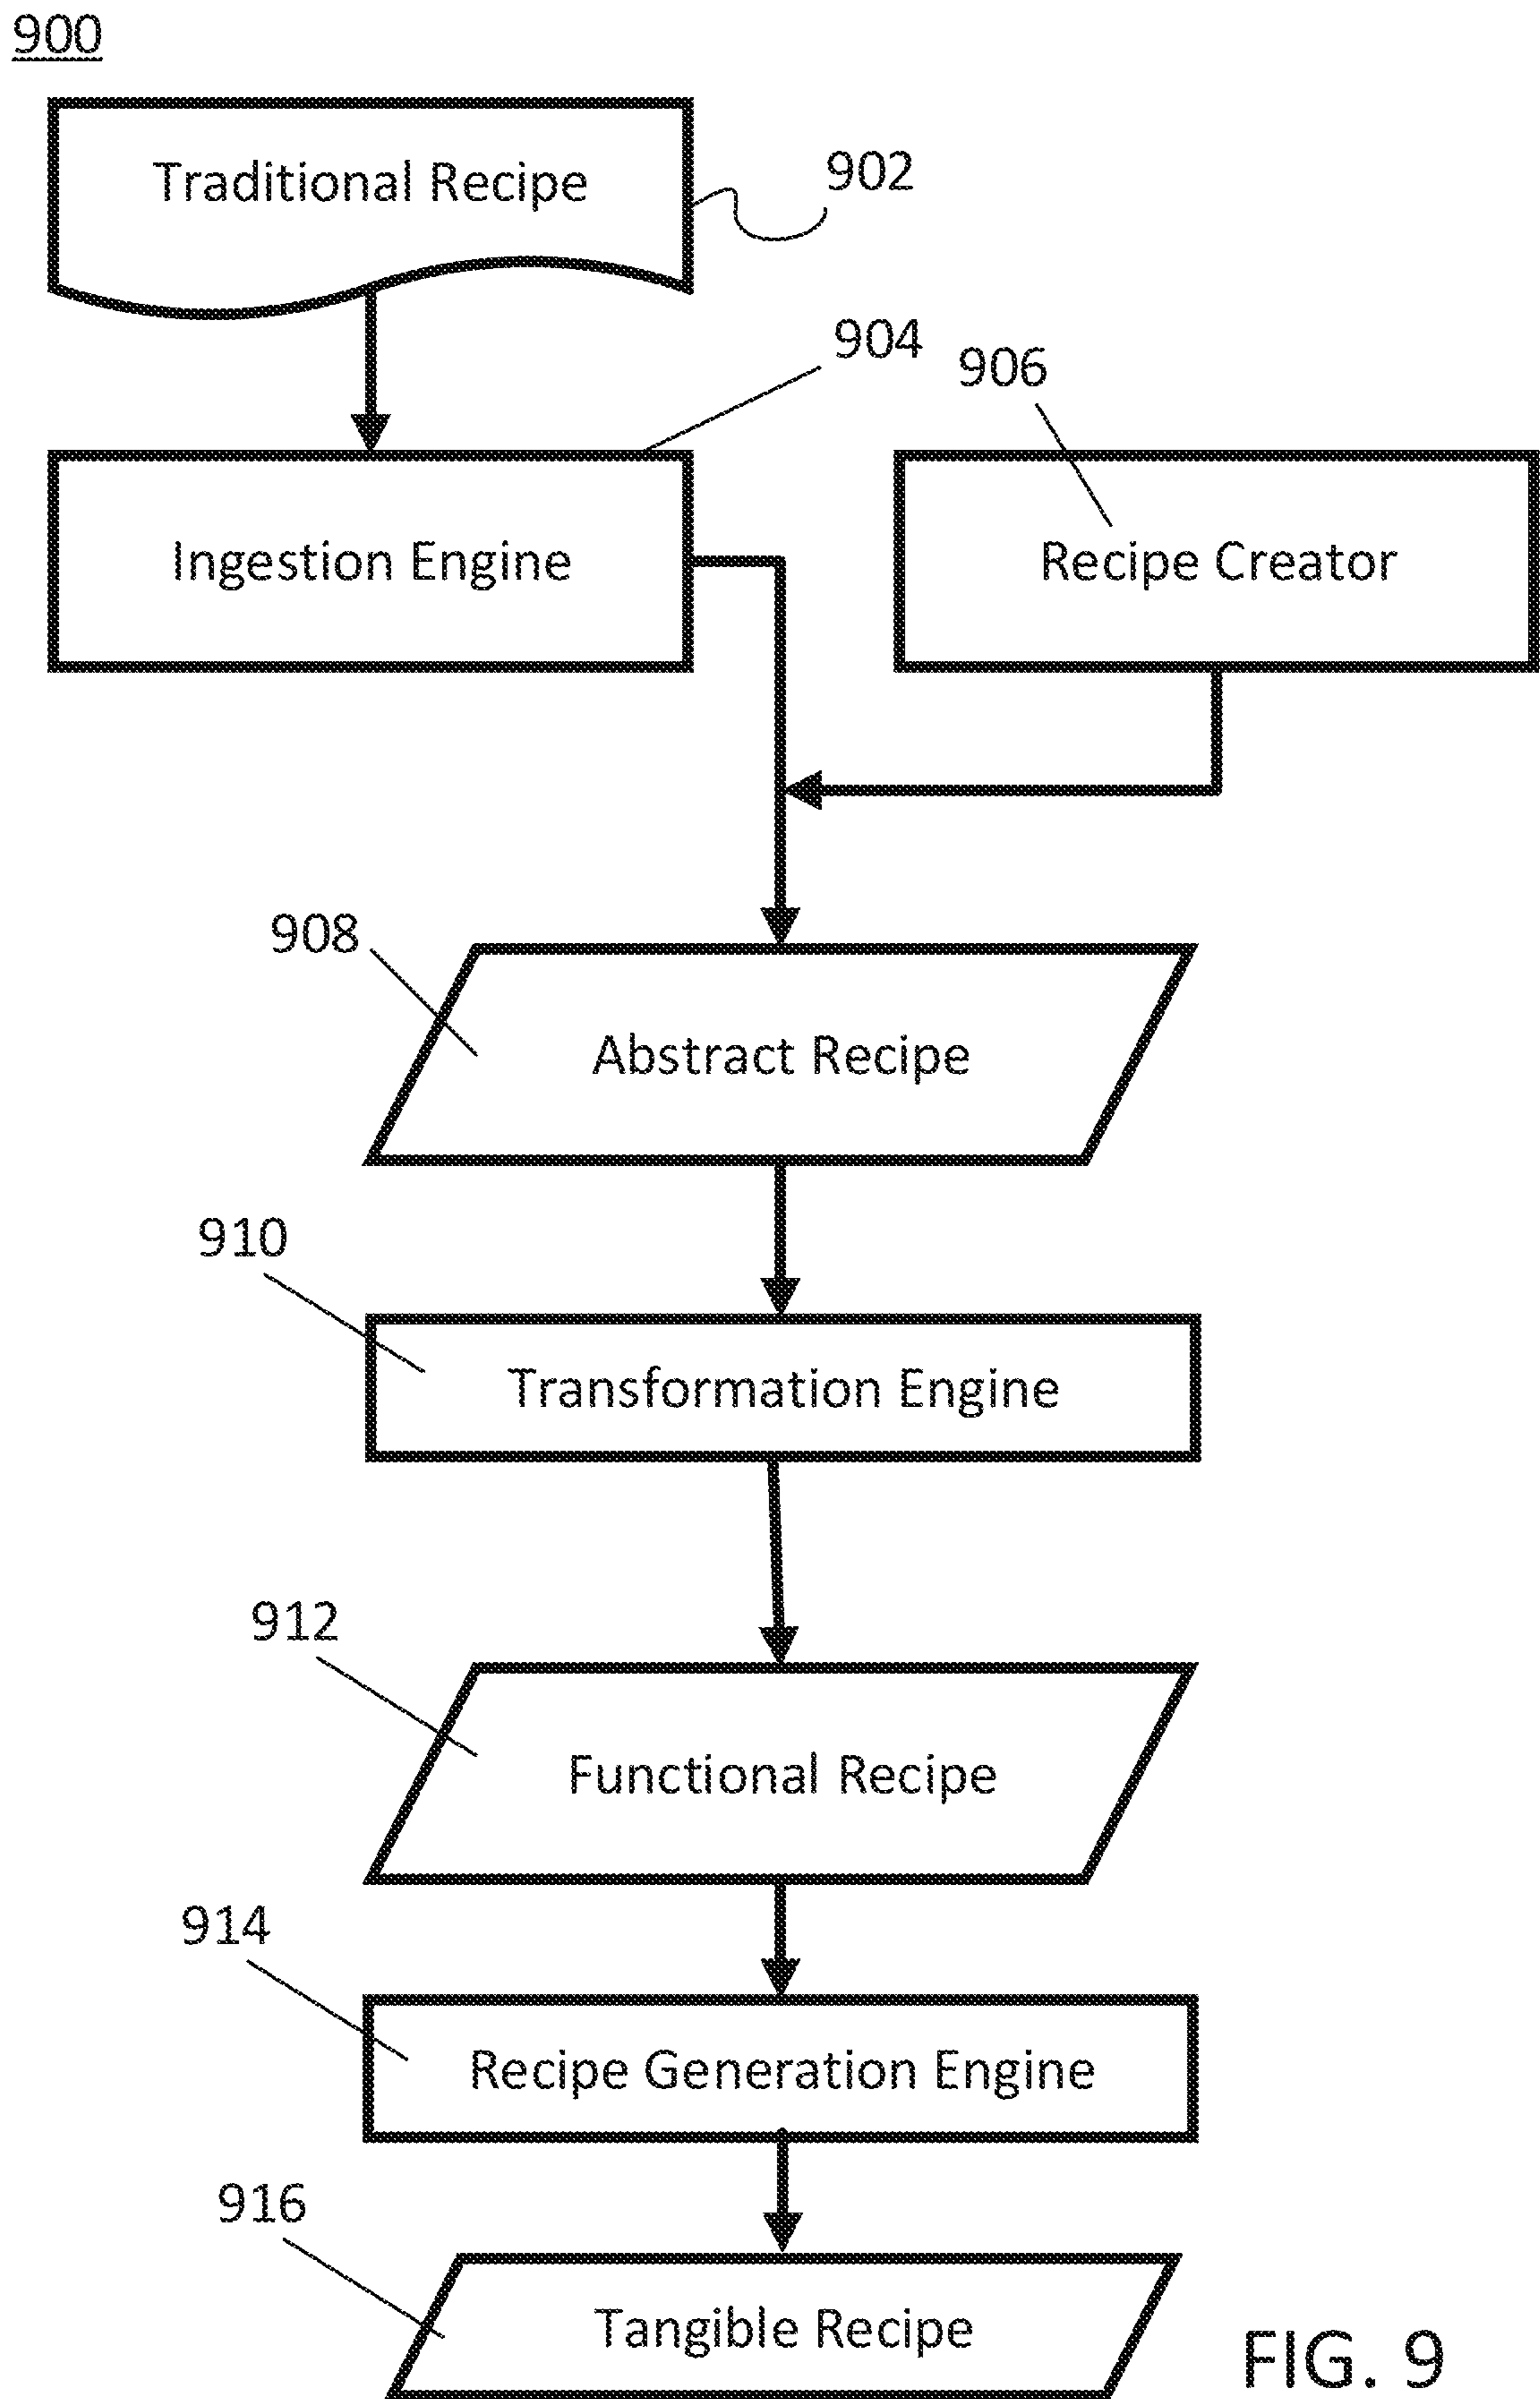 900
Traditional Recipe
902
904
906
Ingestion Engine
Recipe Creator
908
Abstract Recipe
910
Transformation Engine
912
Functional Recipe
914
Recipe Generation Engine
916
Tangible Recipe
FIG. 9